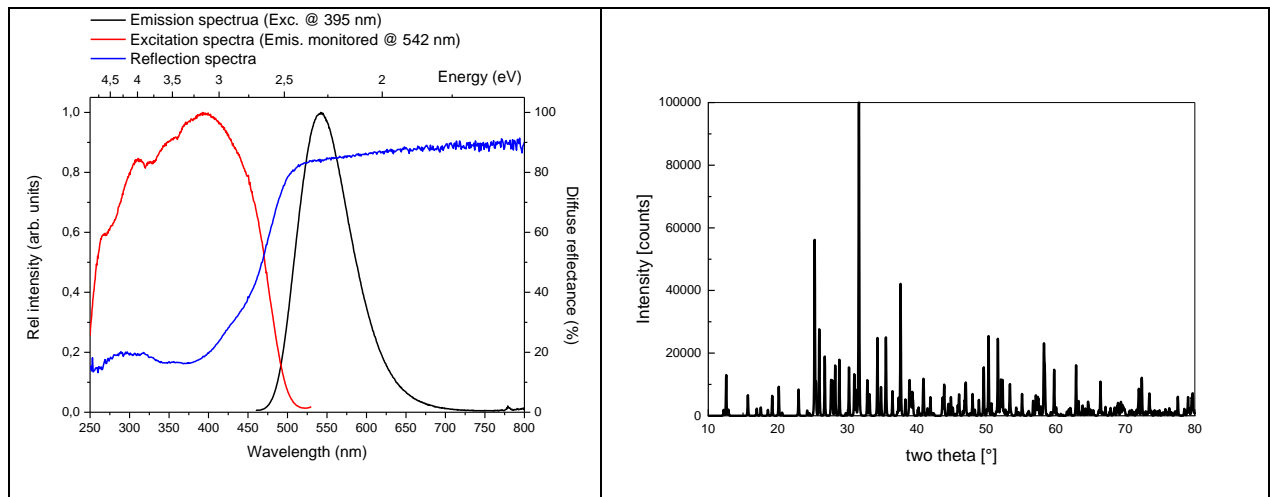 Emission spectrua (Exc. @ 395 nm)
Excitation spectra (Emis. monitored @ 542 nm)
Reflection spectra
4,5 4 3,5 3 2,5 2 Energy (eV)
1,0 100
0,8 80
0,6 60
0,4 40
0,2 20
0,0 0
250 300 350 400 450 500 550 600 650 700 750 800
Wavelength (nm)
Rel intensity (arb. units)
Diffuse reflectance (%)
100000
80000
60000
40000
20000
0
10 20 30 40 50 60 70 80
two theta [°]
Intensity [counts]